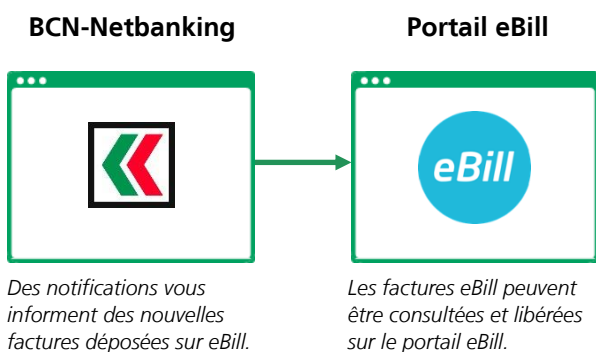 BCN-Netbanking
Portail eBill
eBill
Des notifications vous
informent des nouvelles
factures déposées sur eBill.
Les factures eBill peuvent
être consultées et libérées
sur le portail eBill.